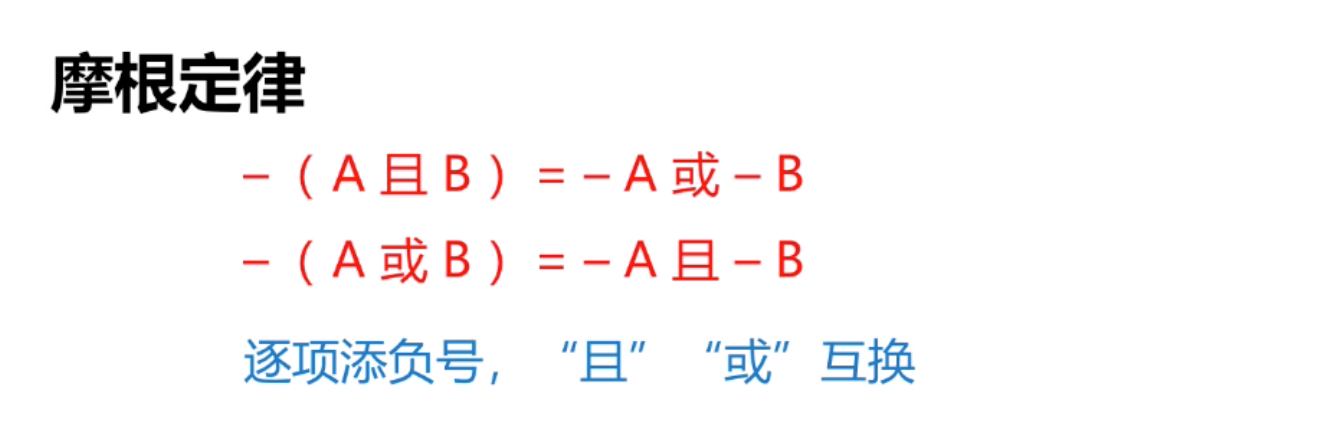 摩根定律
–（A 且 B）= – A 或 – B
–（A 或 B）= – A 且 – B
逐项添负号，“且”“或”互换